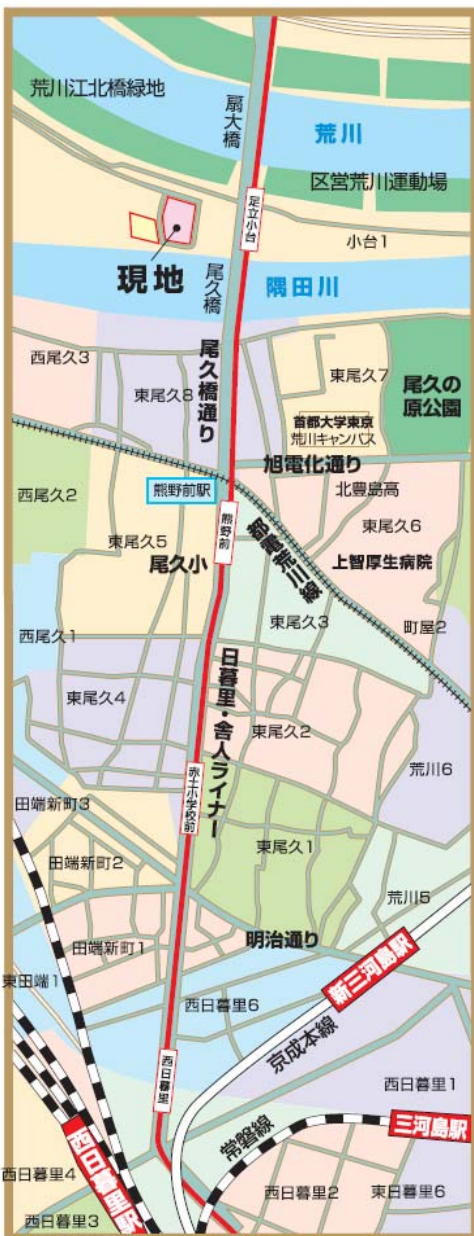 荒川江北橋緑地
扇大橋
荒川
区営荒川運動場
足立小台
小台1
現地
尾久橋
隅田川
西尾久3
東尾久8
尾久橋通り
東尾久7
尾久の
原公園
首都大学東京
荒川キャンパス
旭電化通り
西尾久2
熊野前駅
北豊島高
熊野前
東尾久5
尾久小
都電荒川線
東尾久6
上智厚生病院
町屋2
東尾久3
西尾久1
日暮里・舎人ライナー
東尾久4
東尾久2
荒川6
赤土小学校前
田端新町3
田端新町2
東尾久1
荒川5
田端新町1
明治通り
新三河島駅
東田端1
西日暮里6
京成本線
西日暮里
西日暮里1
常磐線
三河島駅
西日暮里駅
西日暮里4
西日暮里2
東日暮里6
西日暮里3